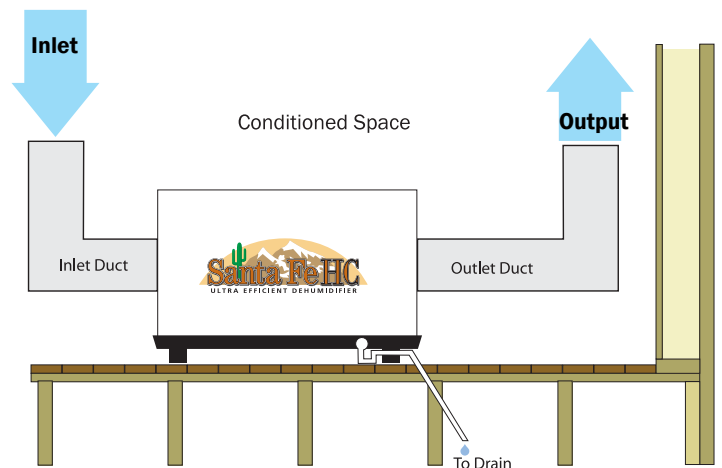 Inlet
Output
Conditioned Space
Inlet Duct
Santa Fe HC
ULTRA EFFICIENT DEHUMIDIFIER
Outlet Duct
To Drain